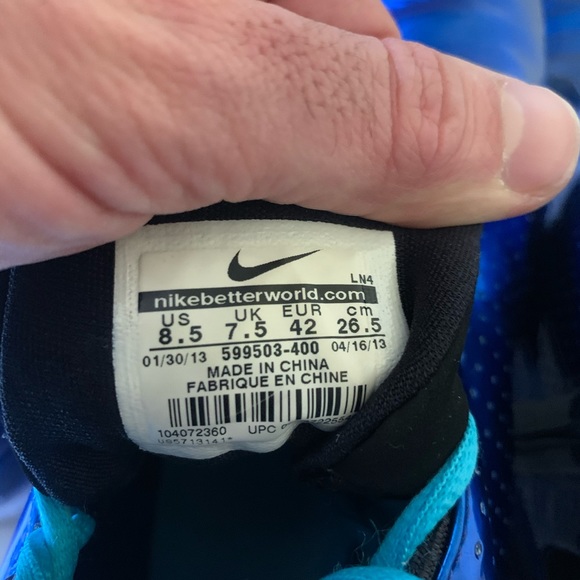 LN4
nikebetterworld.com
US UK EUR cm
8.5 7.5 42 26.5
01/30/13 599503-400 04/16/13
MADE IN CHINA
FABRIQUE EN CHINE
104072360 UPC